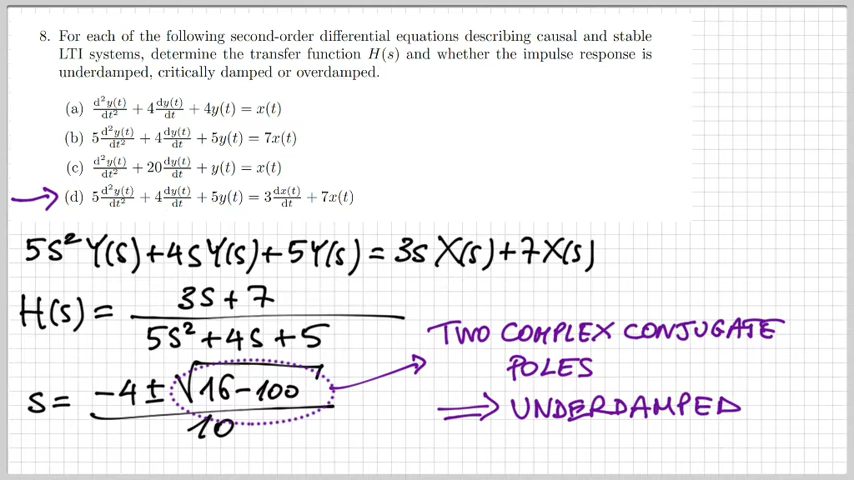 8. For each of the following second-order differential equations describing causal and stable
LTI systems, determine the transfer function H(s) and whether the impulse response is
underdamped, critically damped or overdamped.
(a) d²y(t)/dt² + 4 dy(t)/dt + 4y(t) = x(t)
(b) 5 d²y(t)/dt² + 4 dy(t)/dt + 5y(t) = 7x(t)
(c) d²y(t)/dt² + 20 dy(t)/dt + y(t) = x(t)
(d) 5 d²y(t)/dt² + 4 dy(t)/dt + 5y(t) = 3 dx(t)/dt + 7x(t)
5S² Y(s) + 4S Y(s) + 5 Y(s) = 3S X(s) + 7 X(s)
H(s) = (3S + 7)/(5S² + 4S + 5)
S = (-4 ± √(16 - 100))/10
TWO COMPLEX CONJUGATE
POLES
⟹ UNDERDAMPED